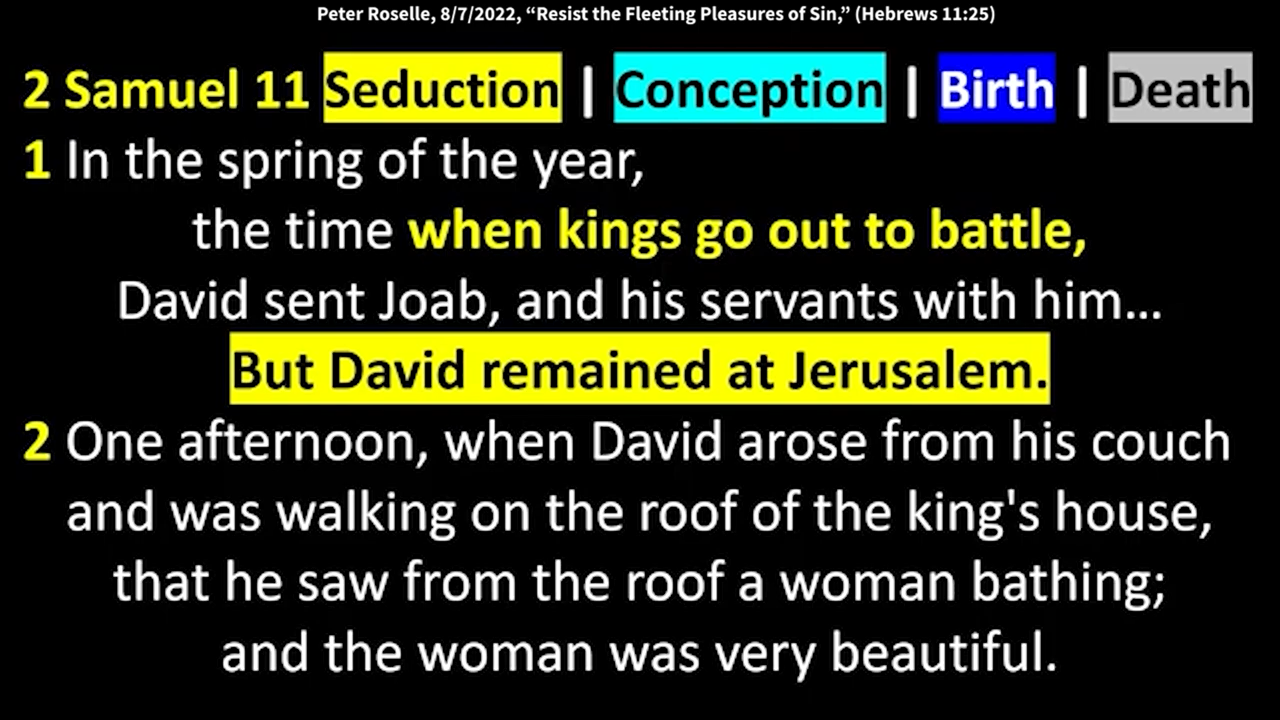 Peter Roselle, 8/7/2022, “Resist the Fleeting Pleasures of Sin,” (Hebrews 11:25)
2 Samuel 11 Seduction | Conception | Birth | Death
1 In the spring of the year,
the time when kings go out to battle,
David sent Joab, and his servants with him...
But David remained at Jerusalem.
2 One afternoon, when David arose from his couch
and was walking on the roof of the king's house,
that he saw from the roof a woman bathing;
and the woman was very beautiful.